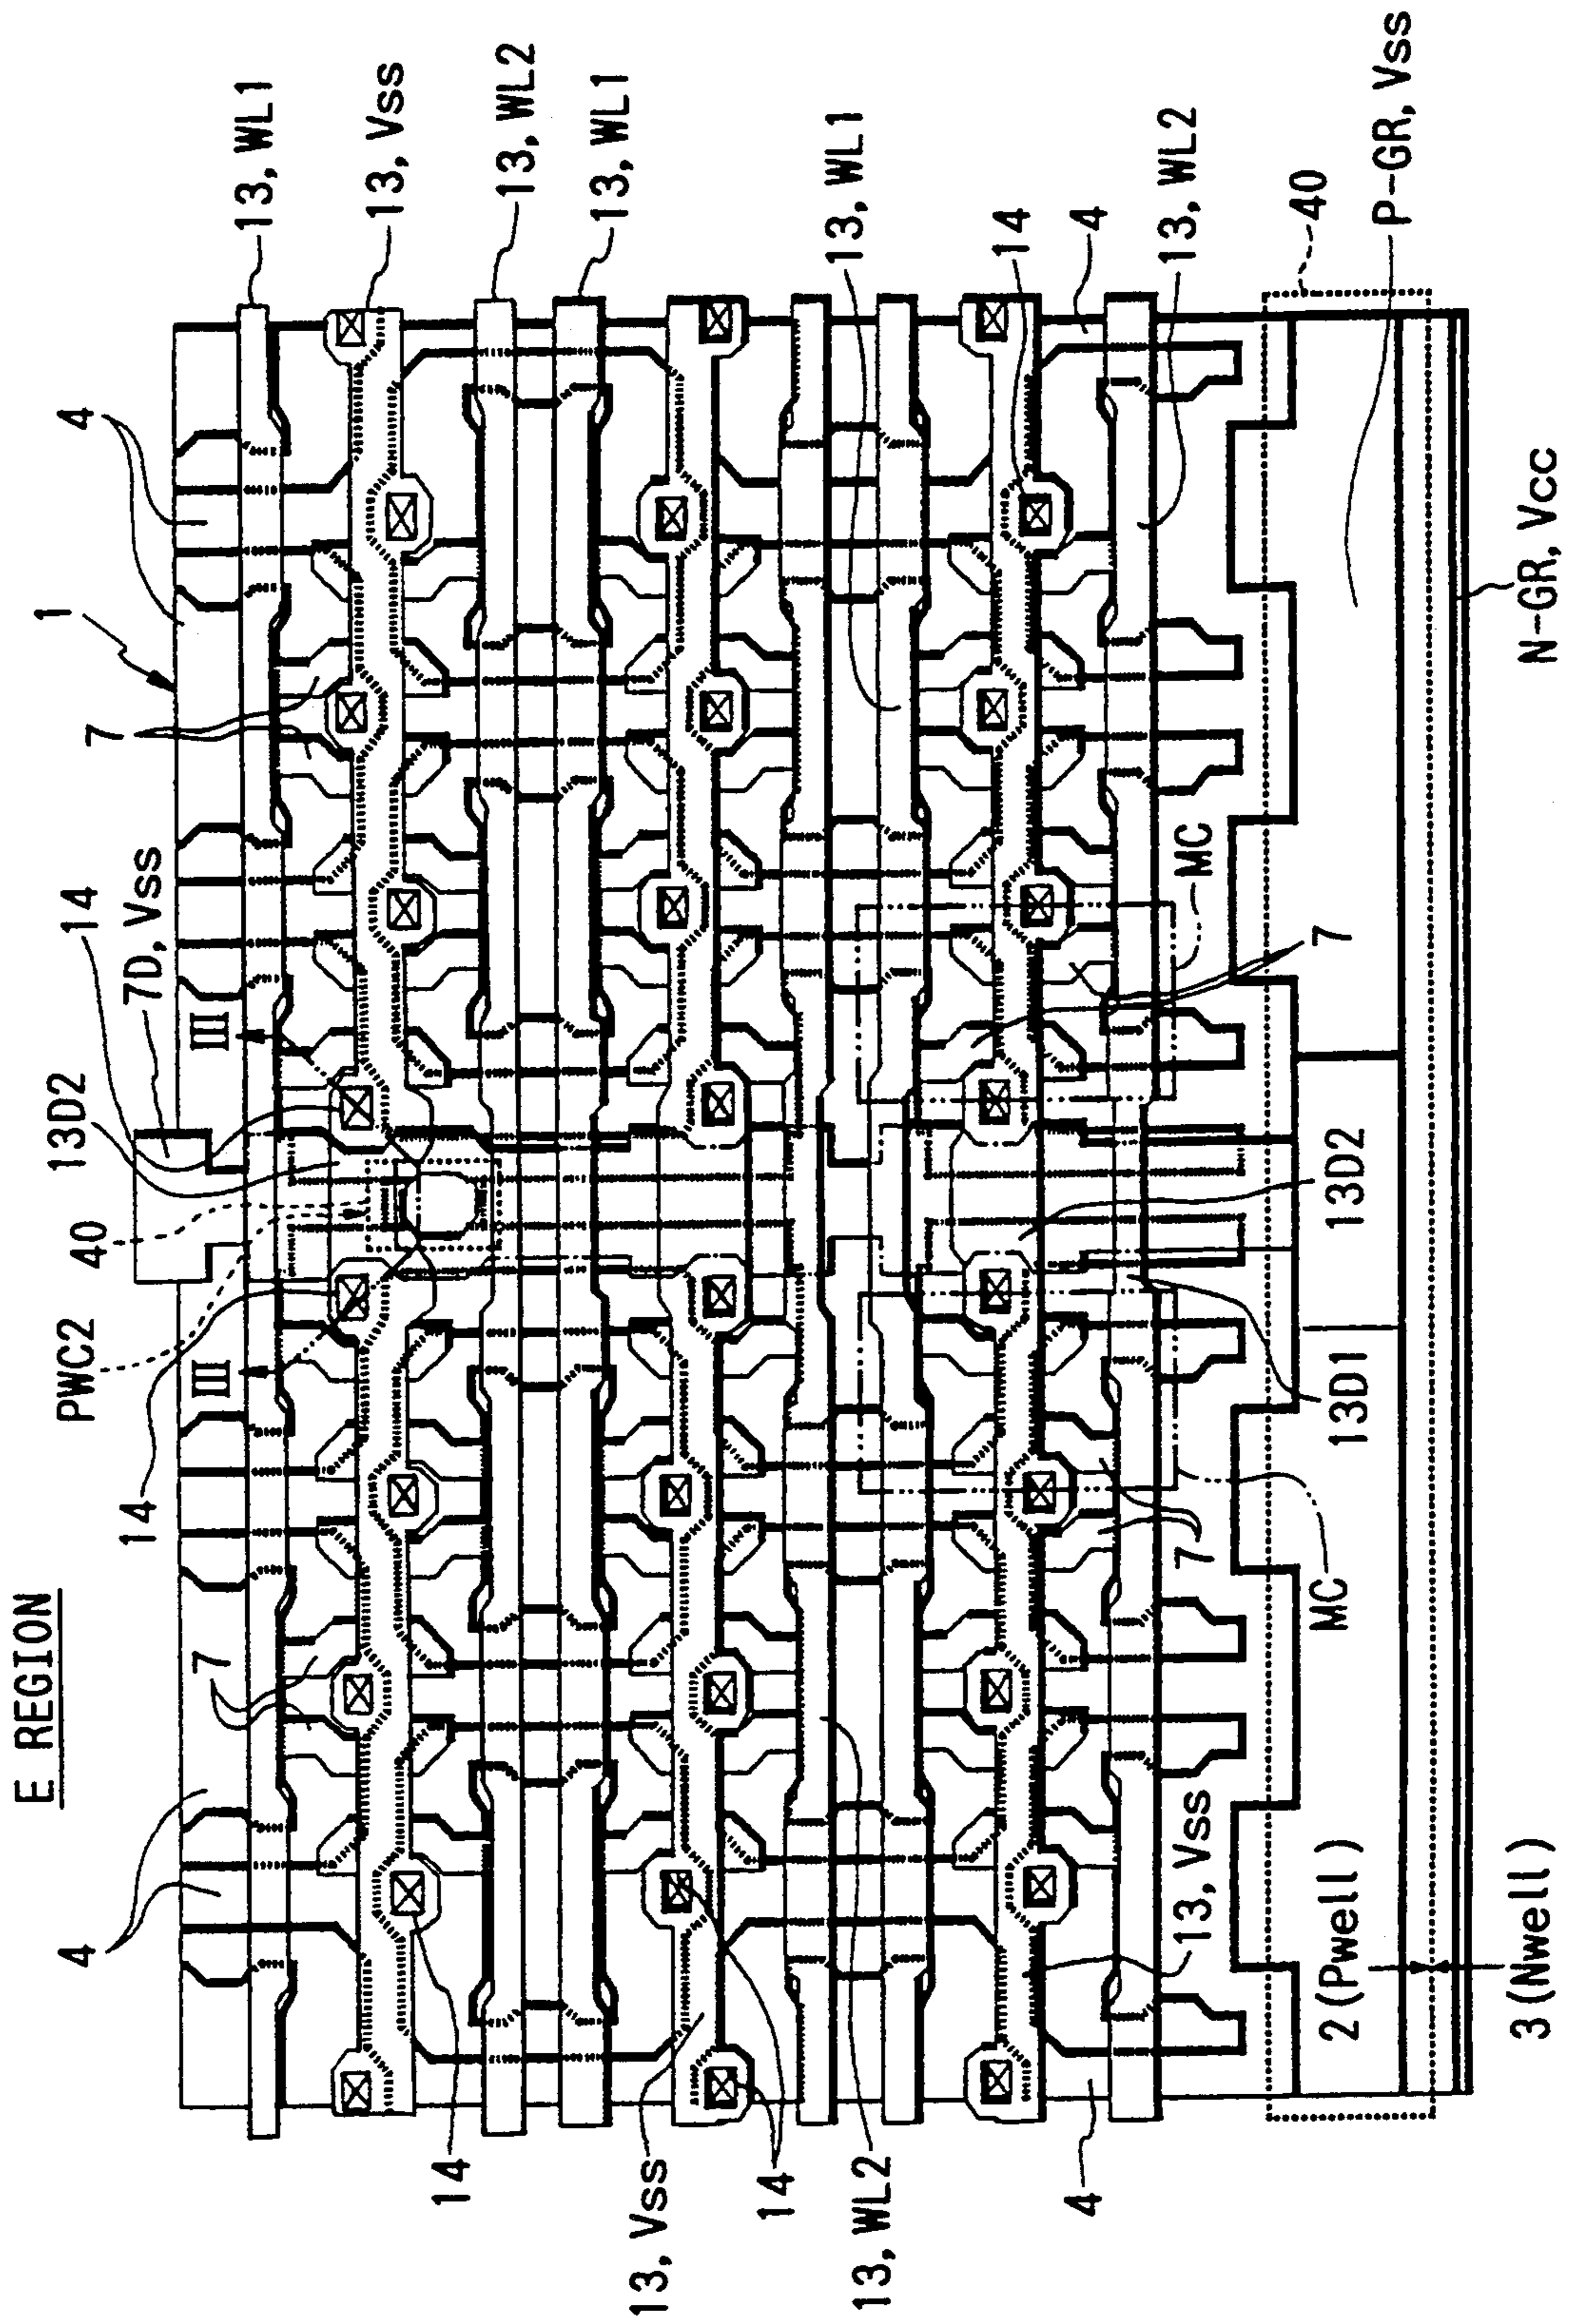 E REGION
13, WL1
13, Vss
13, WL2
13, WL1
13, WL1
14
4
13, WL2
40
P-GR, Vss
N-GR, Vcc
4
1
7
14
7D, Vss
III
13D2
40
PWC2
III
14
7
4
MC
7
13D2
13D1
7
MC
13, Vss
2(Pwell)
3(Nwell)
14
13, Vss
14
13, WL2
4